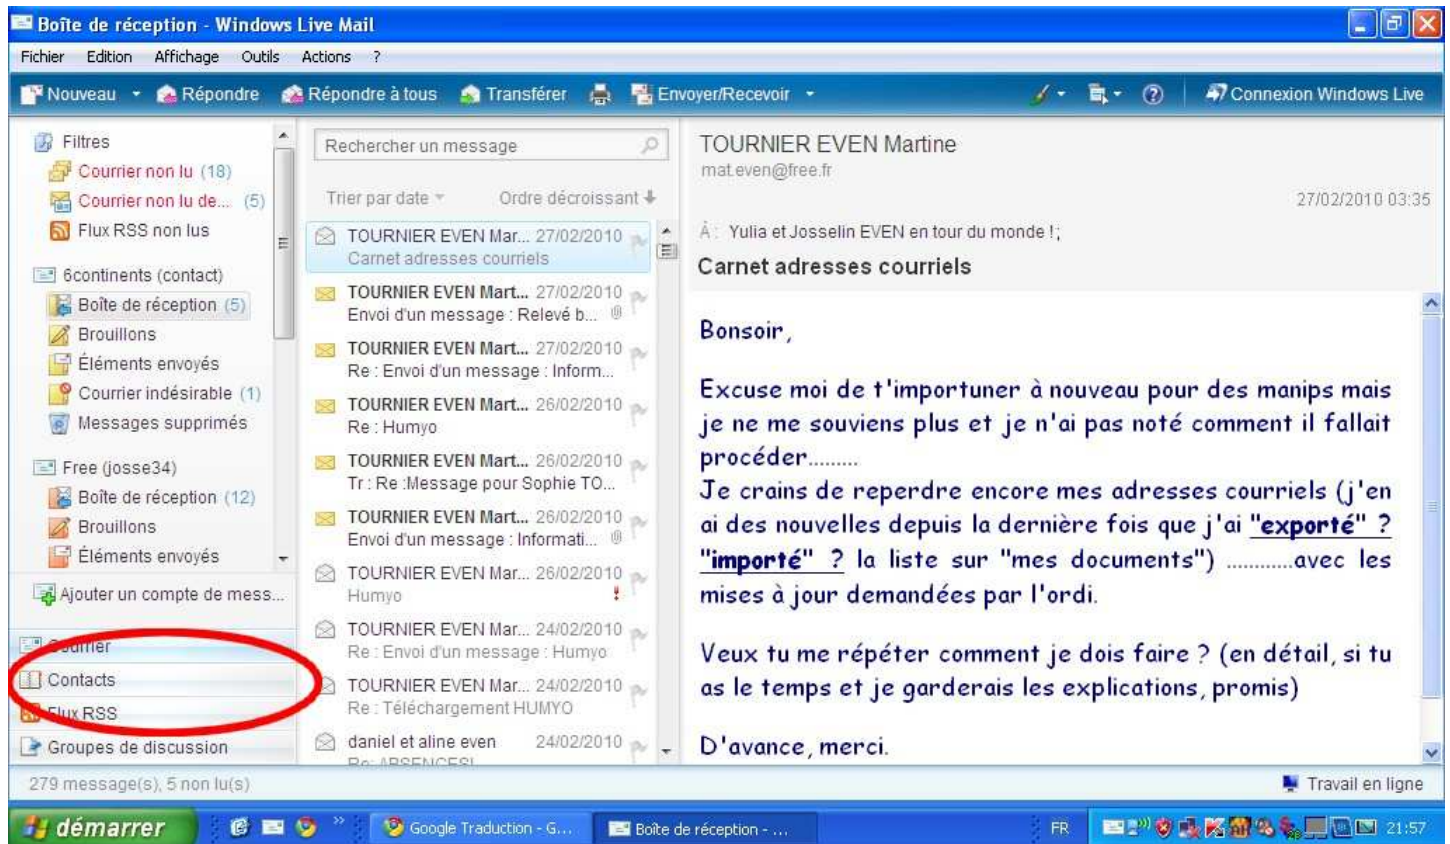 Boîte de réception - Windows Live Mail
Fichier Edition Affichage Outils Actions ?
Nouveau Répondre Répondre à tous Transférer Envoyer/Recevoir Connexion Windows Live
Filtres
Courrier non lu (18)
Courrier non lu de... (5)
Flux RSS non lus
6continents (contact)
Boîte de réception (5)
Brouillons
Éléments envoyés
Courrier indésirable (1)
Messages supprimés
Free (josse34)
Boîte de réception (12)
Brouillons
Éléments envoyés
Ajouter un compte de mess...
Courrier
Contacts
Flux RSS
Groupes de discussion
Rechercher un message
Trier par date Ordre décroissant
TOURNIER EVEN Mar... 27/02/2010
Carnet adresses courriels
TOURNIER EVEN Mart... 27/02/2010
Envoi d'un message : Relevé b...
TOURNIER EVEN Mart... 27/02/2010
Re : Envoi d'un message : Inform...
TOURNIER EVEN Mart... 26/02/2010
Re : Humyo
TOURNIER EVEN Mart... 26/02/2010
Tr : Re :Message pour Sophie TO...
TOURNIER EVEN Mart... 26/02/2010
Envoi d'un message : Informati...
TOURNIER EVEN Mar... 26/02/2010
Humyo
TOURNIER EVEN Mar... 24/02/2010
Re : Envoi d'un message : Humyo
TOURNIER EVEN Mar... 24/02/2010
Re : Téléchargement HUMYO
daniel et aline even 24/02/2010
Re: ABSENCES!
TOURNIER EVEN Martine
mat.even@free.fr
27/02/2010 03:35
À : Yulia et Josselin EVEN en tour du monde !;
Carnet adresses courriels
Bonsoir,
Excuse moi de t'importuner à nouveau pour des manips mais
je ne me souviens plus et je n'ai pas noté comment il fallait
procéder.........
Je crains de reperdre encore mes adresses courriels (j'en
ai des nouvelles depuis la dernière fois que j'ai "exporté" ?
"importé" ? la liste sur "mes documents") ............avec les
mises à jour demandées par l'ordi.
Veux tu me répéter comment je dois faire ? (en détail, si tu
as le temps et je garderais les explications, promis)
D'avance, merci.
279 message(s), 5 non lu(s) Travail en ligne
démarrer Google Traduction - G... Boîte de réception - ... FR 21:57